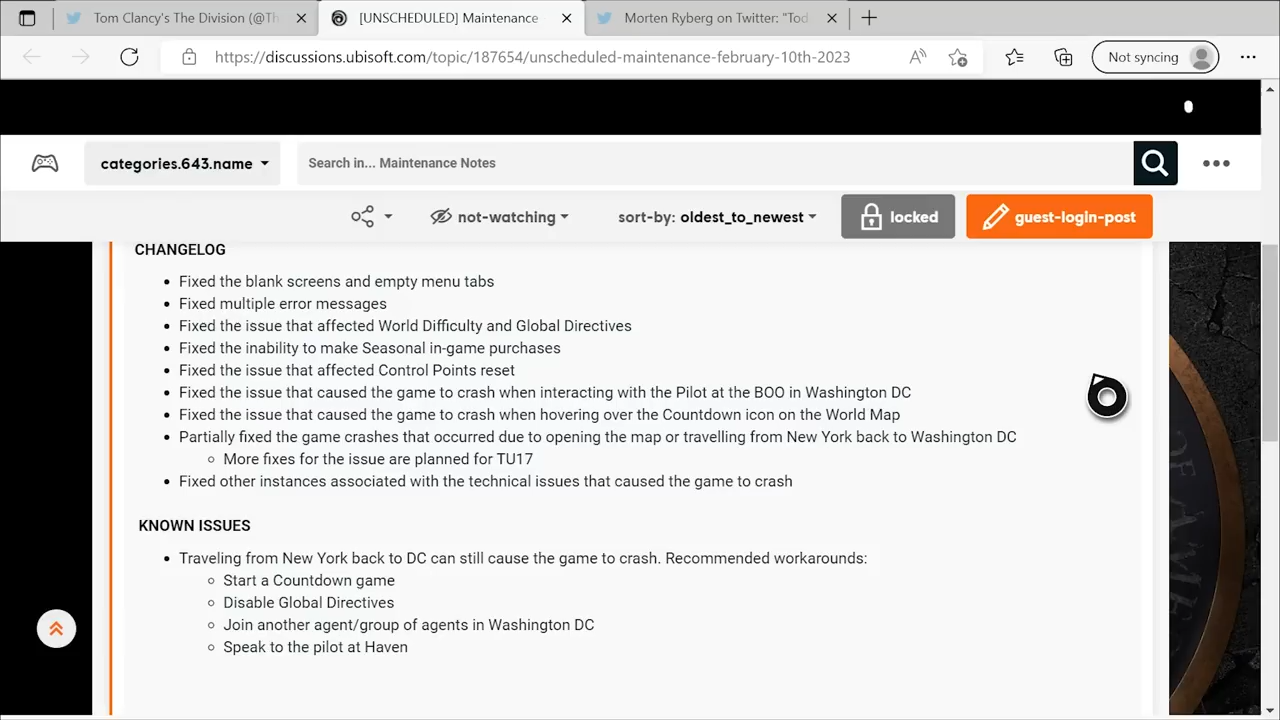 Tom Clancy's The Division (@Th
[UNSCHEDULED] Maintenance
Morten Ryberg on Twitter: "Tod
https://discussions.ubisoft.com/topic/187654/unscheduled-maintenance-february-10th-2023
Not syncing
categories.643.name
Search in... Maintenance Notes
not-watching
sort-by: oldest_to_newest
locked
guest-login-post
CHANGELOG
Fixed the blank screens and empty menu tabs
Fixed multiple error messages
Fixed the issue that affected World Difficulty and Global Directives
Fixed the inability to make Seasonal in-game purchases
Fixed the issue that affected Control Points reset
Fixed the issue that caused the game to crash when interacting with the Pilot at the BOO in Washington DC
Fixed the issue that caused the game to crash when hovering over the Countdown icon on the World Map
Partially fixed the game crashes that occurred due to opening the map or travelling from New York back to Washington DC
More fixes for the issue are planned for TU17
Fixed other instances associated with the technical issues that caused the game to crash
KNOWN ISSUES
Traveling from New York back to DC can still cause the game to crash. Recommended workarounds:
Start a Countdown game
Disable Global Directives
Join another agent/group of agents in Washington DC
Speak to the pilot at Haven